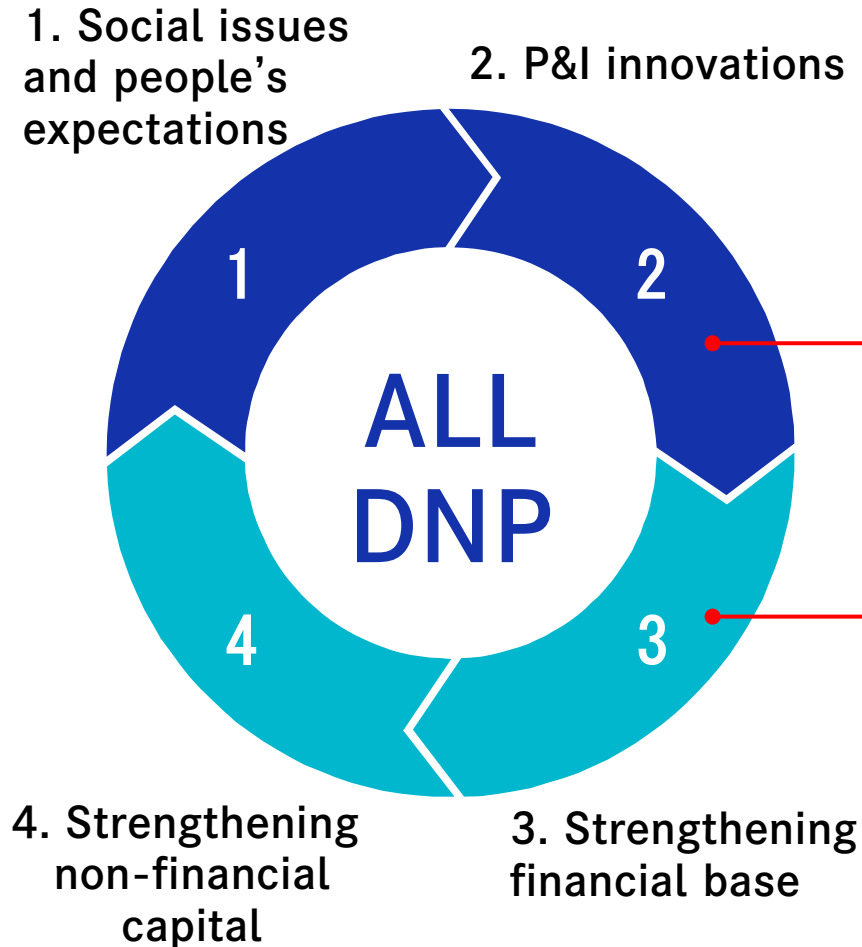 1. Social issues
and people’s
expectations
2. P&I innovations
1
2
ALL
DNP
4
3
4. Strengthening
non-financial
capital
3. Strengthening
financial base